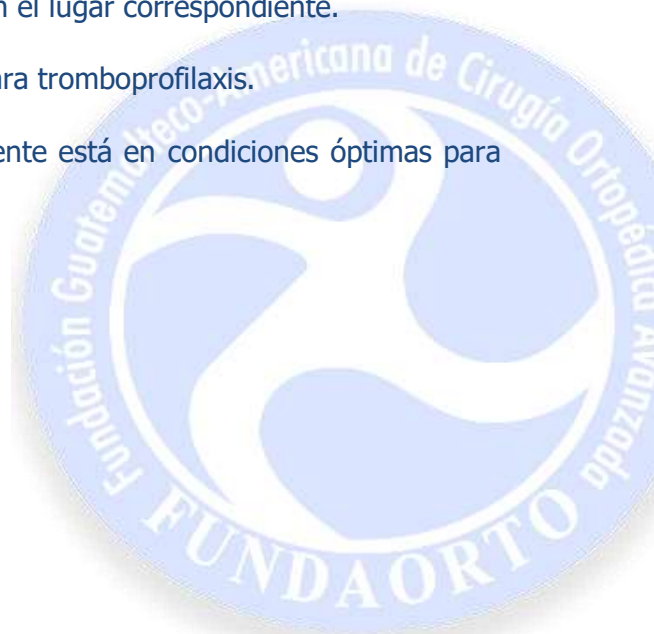 n el lugar correspondiente.
ara tromboprofilaxis.
ente está en condiciones óptimas para
Fundación Guatemalteco-Americana de Cirugía Ortopédica Avanzada
FUNDAORTO